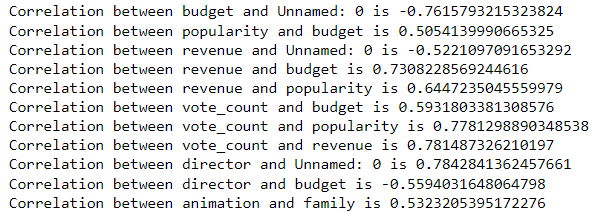 Correlation between budget and Unnamed: 0 is -0.7615793215323824
Correlation between popularity and budget is 0.5054139990665325
Correlation between revenue and Unnamed: 0 is -0.5221097091653292
Correlation between revenue and budget is 0.7308228569244616
Correlation between revenue and popularity is 0.6447235045559979
Correlation between vote_count and budget is 0.5931803381308576
Correlation between vote_count and popularity is 0.7781298890348538
Correlation between vote_count and revenue is 0.781487326210197
Correlation between director and Unnamed: 0 is 0.7842841362457661
Correlation between director and budget is -0.5594031648064798
Correlation between animation and family is 0.5323205395172276